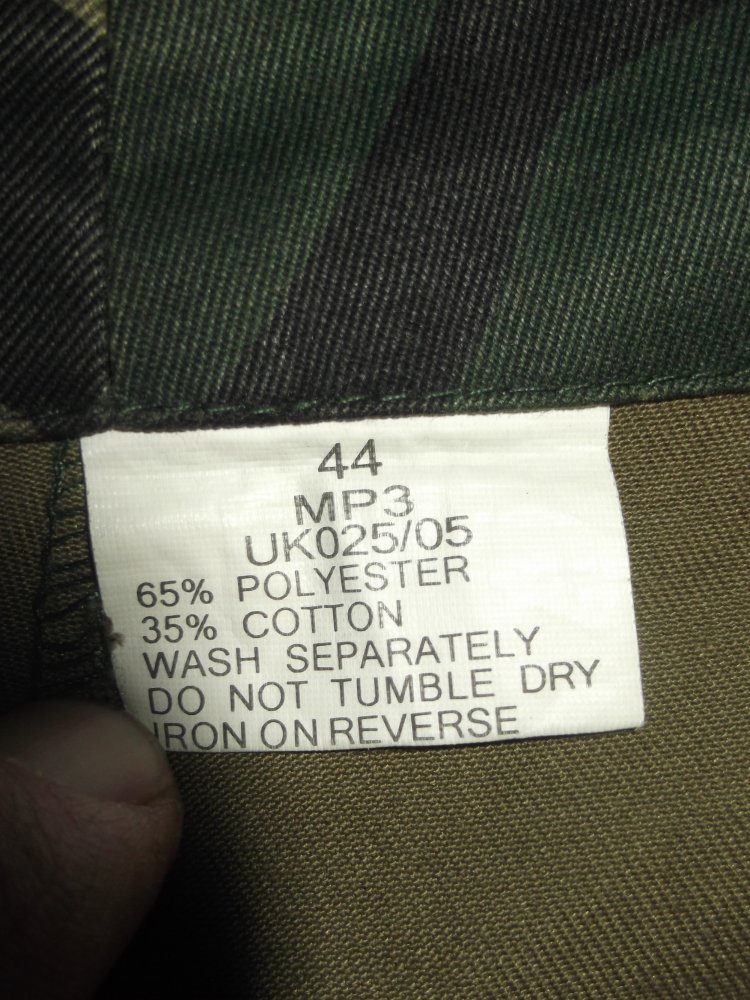 44
MP3
UK025/05
65% POLYESTER
35% COTTON
WASH SEPARATELY
DO NOT TUMBLE DRY
IRON ON REVERSE